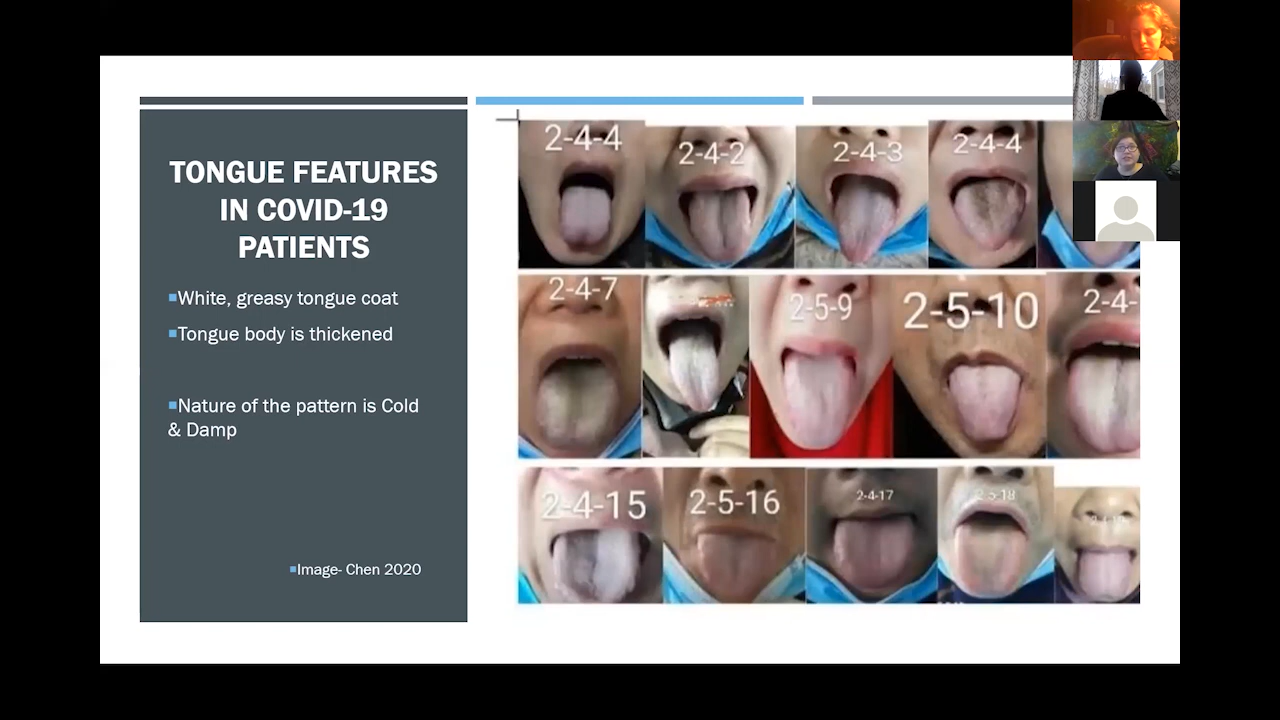 TONGUE FEATURES
IN COVID-19
PATIENTS
White, greasy tongue coat
Tongue body is thickened
Nature of the pattern is Cold
& Damp
Image- Chen 2020
2-4-4
2-4-2
2-4-3
2-4-4
2-4-7
2-5-9
2-5-10
2-4-
2-4-15
2-5-16
2-4-17
2-5-18